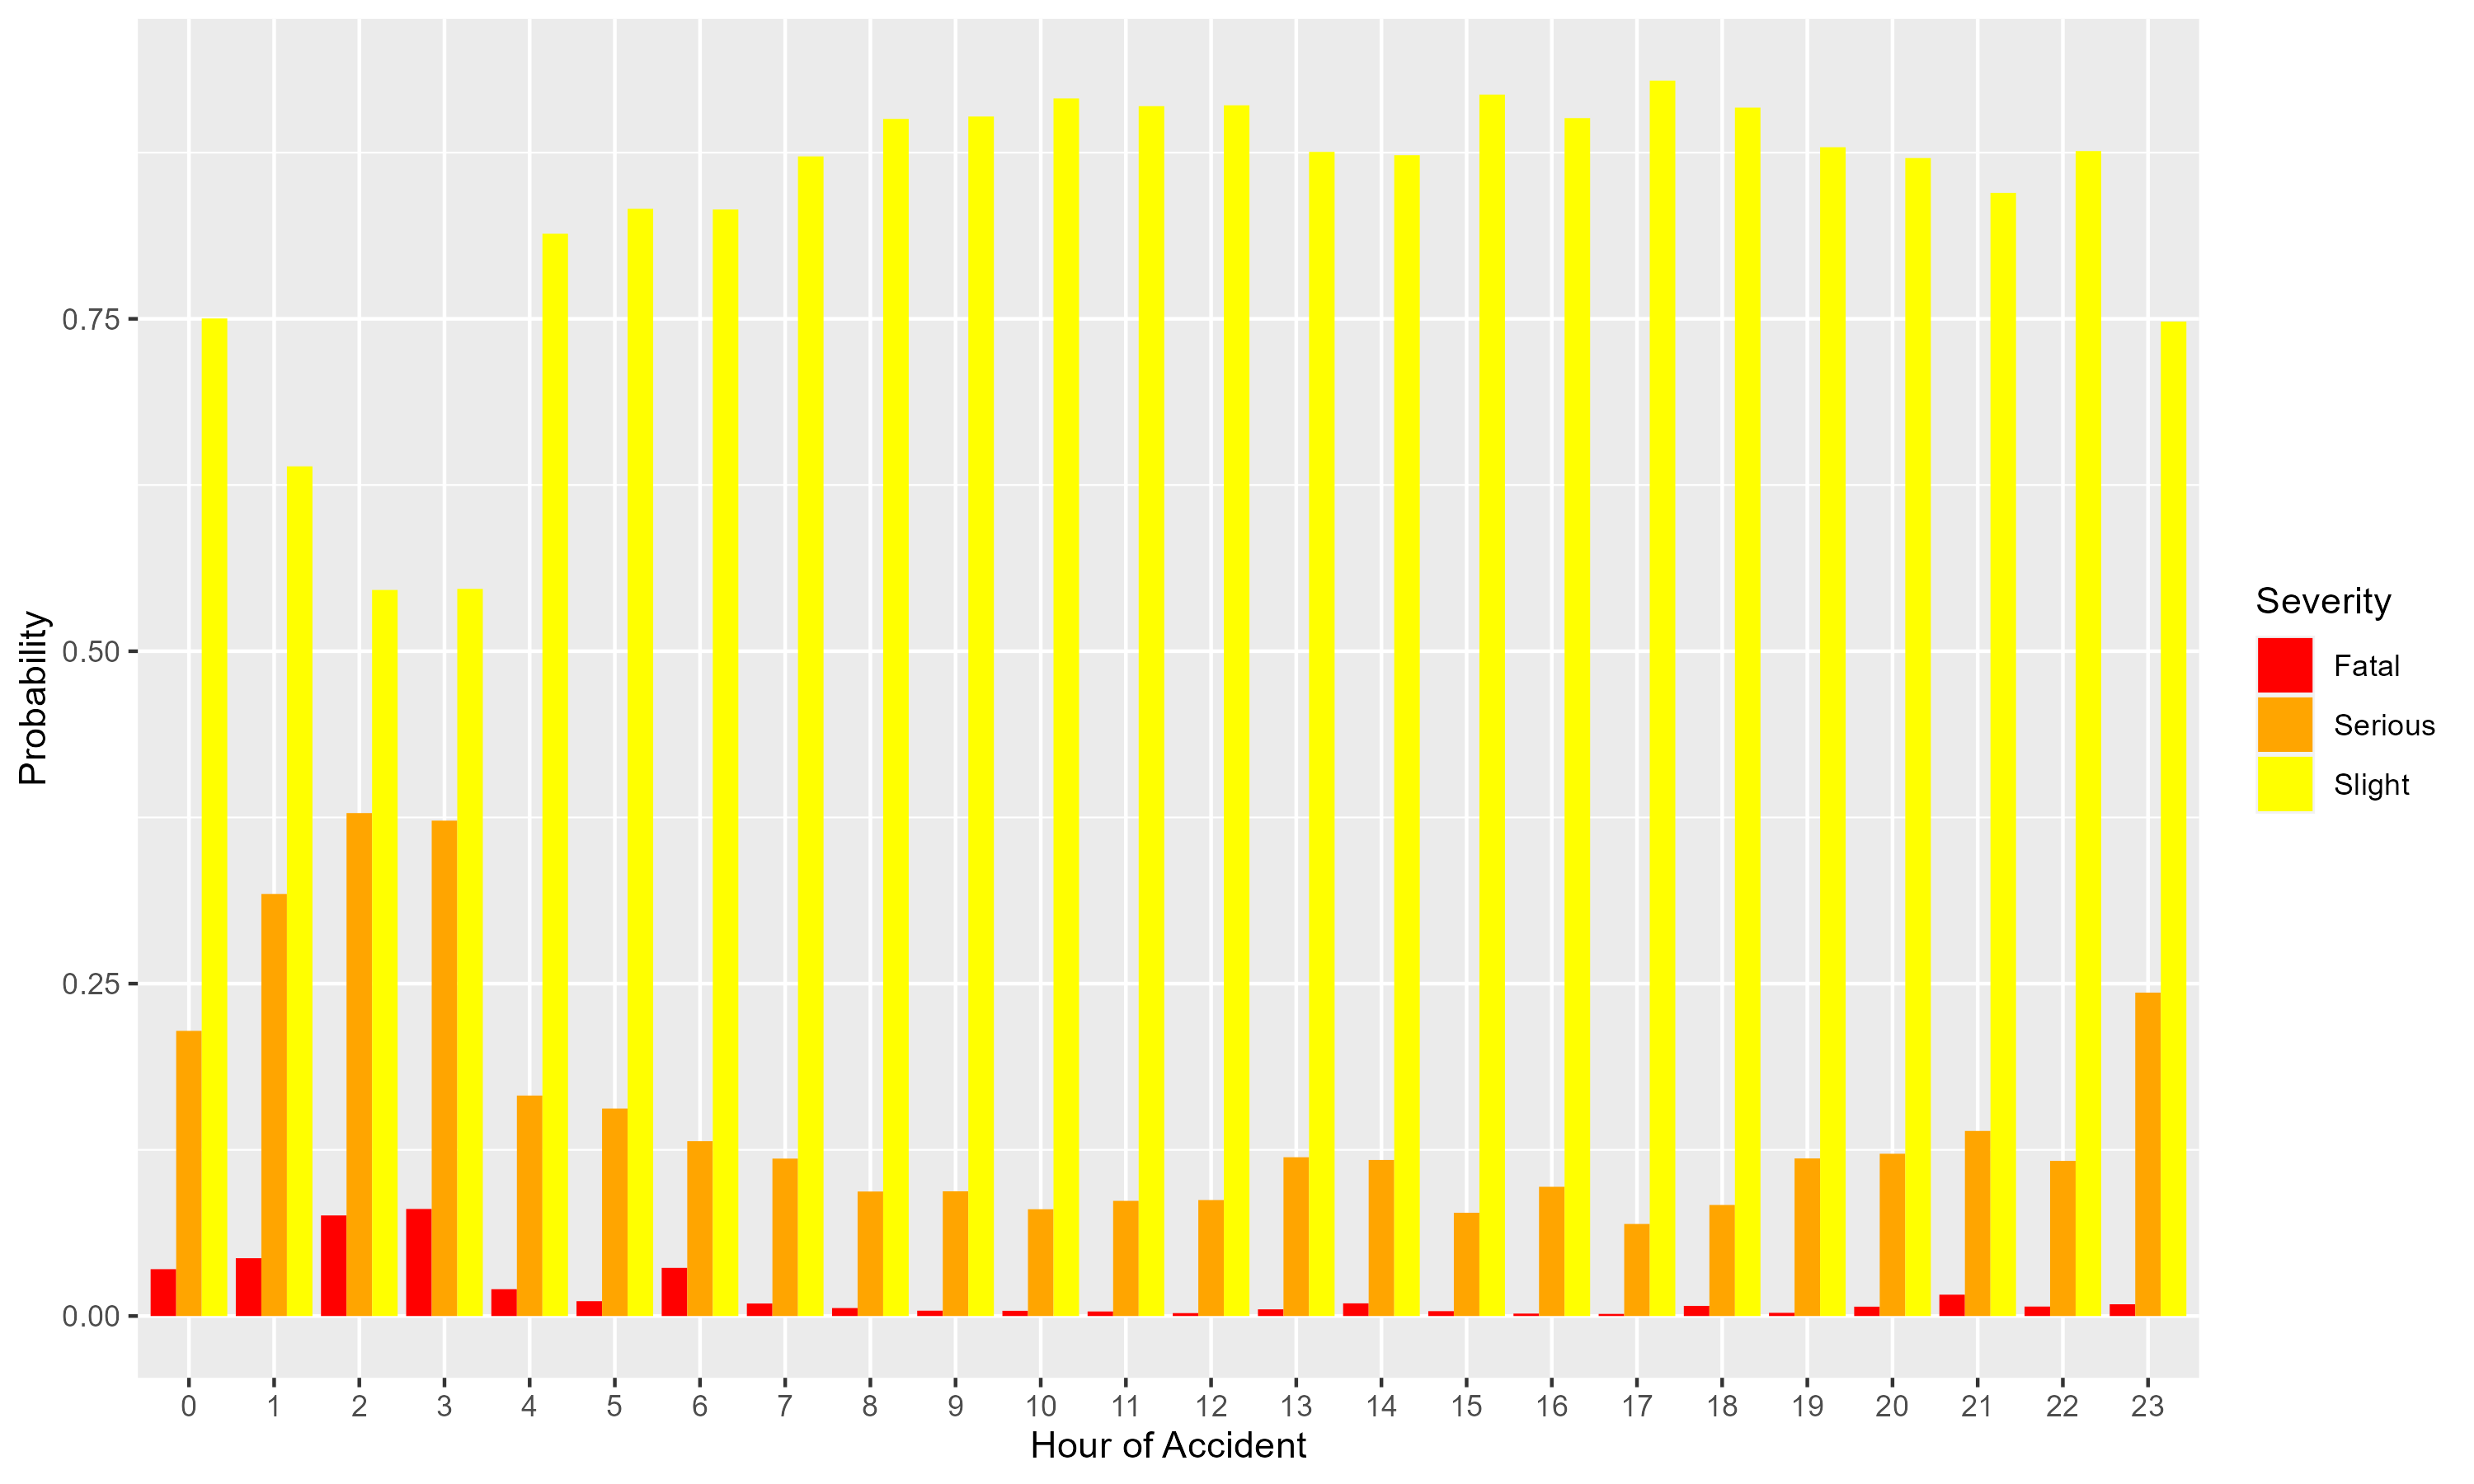 Probability
0.75
0.50
0.25
0.00
0 1 2 3 4 5 6 7 8 9 10 11 12 13 14 15 16 17 18 19 20 21 22 23
Hour of Accident
Severity
Fatal
Serious
Slight